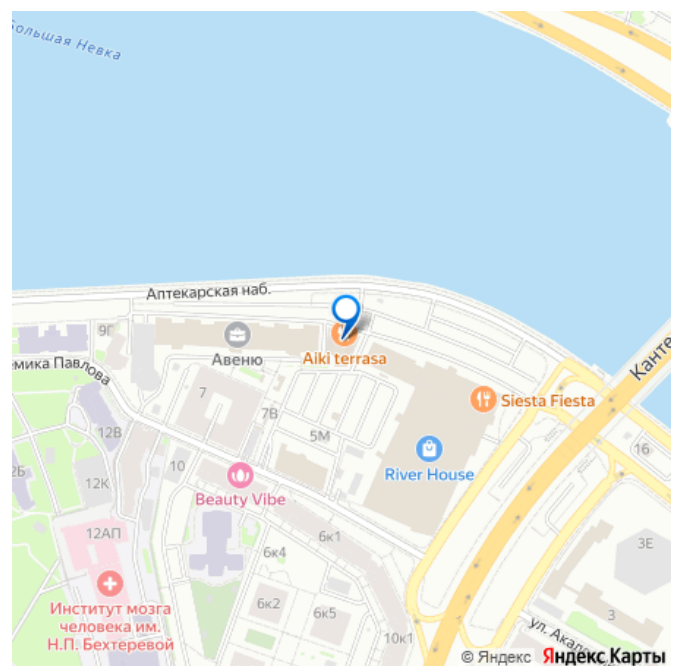 Большая Невка
Аптекарская наб.
9Г
Авеню
Aiki terrasa
Канте
емика Павлова
7
7В
Siesta Fiesta
12В
5М
16
2Б
12К
10
River House
Beauty Vibe
12АП
6к1
3Е
6к4
Институт мозга
человека им.
Н.П. Бехтеревой
6к2
6к5
10к1
3
ул. Акаде
© Яндекс Яндекс Карты